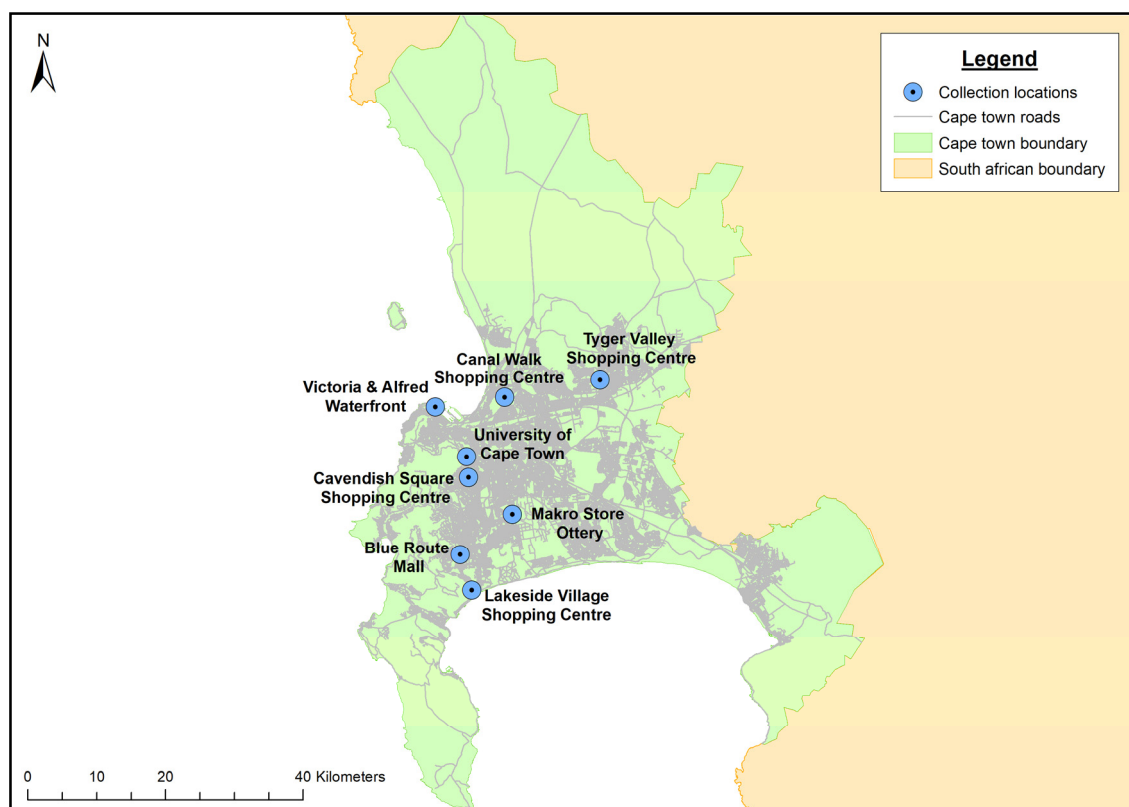 N
Legend
Collection locations
Cape town roads
Cape town boundary
South african boundary
Tyger Valley
Shopping Centre
Canal Walk
Shopping Centre
Victoria & Alfred
Waterfront
University of
Cape Town
Cavendish Square
Shopping Centre
Makro Store
Ottery
Blue Route
Mall
Lakeside Village
Shopping Centre
0 10 20 40 Kilometers